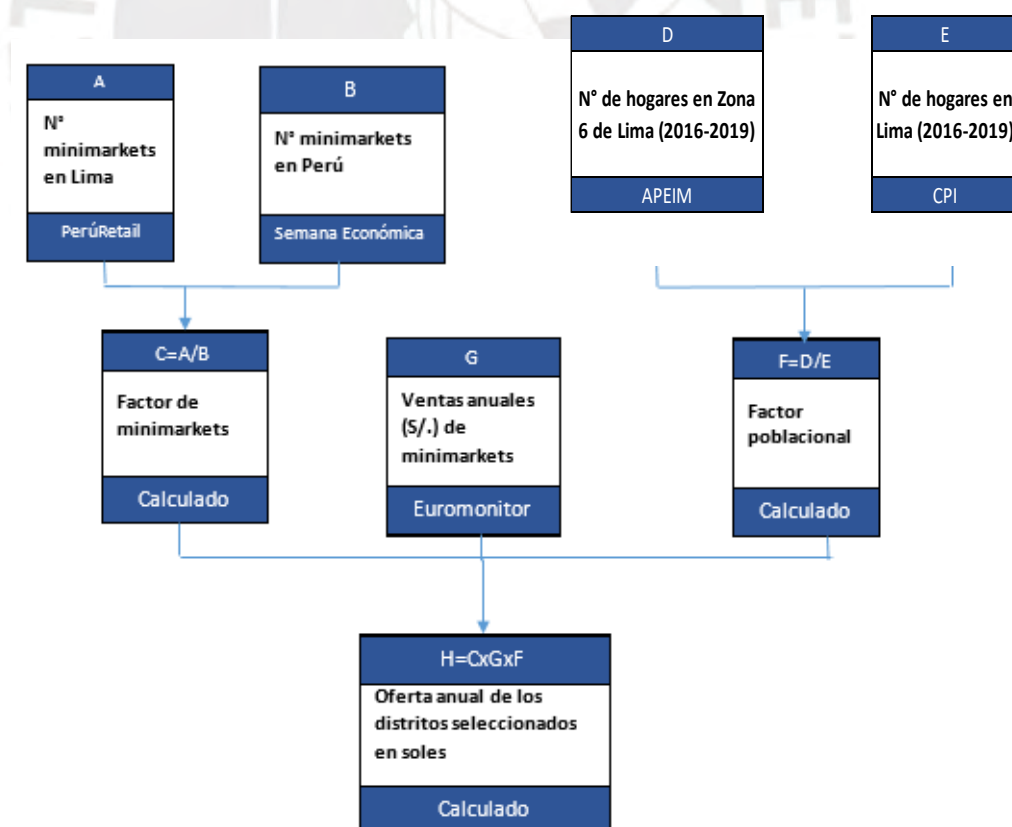 A
N°
minimarkets
en Lima
PerúRetail
B
N° minimarkets
en Perú
Semana Económica
D
N° de hogares en Zona
6 de Lima (2016-2019)
APEIM
E
N° de hogares en
Lima (2016-2019)
CPI
C=A/B
Factor de
minimarkets
Calculado
G
Ventas anuales
(S/.) de
minimarkets
Euromonitor
F=D/E
Factor
poblacional
Calculado
H=CxGxF
Oferta anual de los
distritos seleccionados
en soles
Calculado